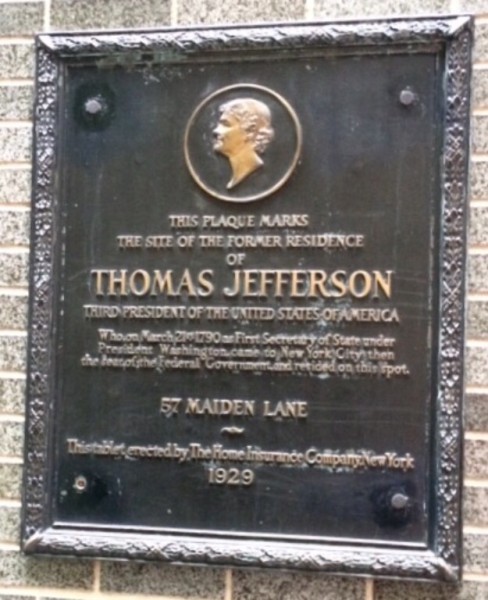 THIS PLAQUE MARKS
THE SITE OF THE FORMER RESIDENCE
OF
THOMAS JEFFERSON
THIRD PRESIDENT OF THE UNITED STATES OF AMERICA
Who, on March 21st 1790 as First Secretary of State under
President Washington, came to New York City, then
the Seat of the Federal Government, and resided on this spot.
57 MAIDEN LANE
This tablet erected by The Home Insurance Company, New York
1929